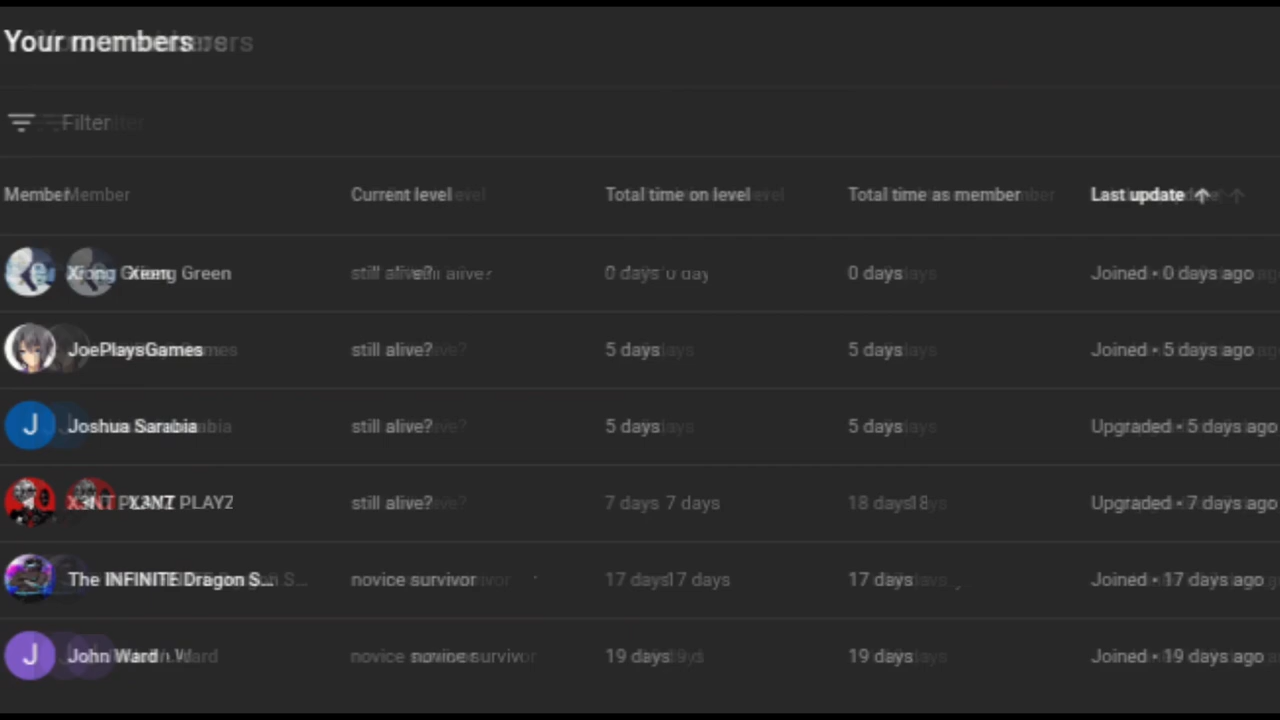 Your members
Filter
Member Current level Total time on level Total time as member Last update
Xiong Green still alive? 0 days 0 days Joined • 0 days ago
JoePlaysGames still alive? 5 days 5 days Joined • 5 days ago
J Joshua Sarabia still alive? 5 days 5 days Upgraded • 5 days ago
X3NT PLAYZ still alive? 7 days 18 days Upgraded • 7 days ago
The INFINITE Dragon S... novice survivor 17 days 17 days Joined • 17 days ago
J John Ward novice survivor 19 days 19 days Joined • 19 days ago